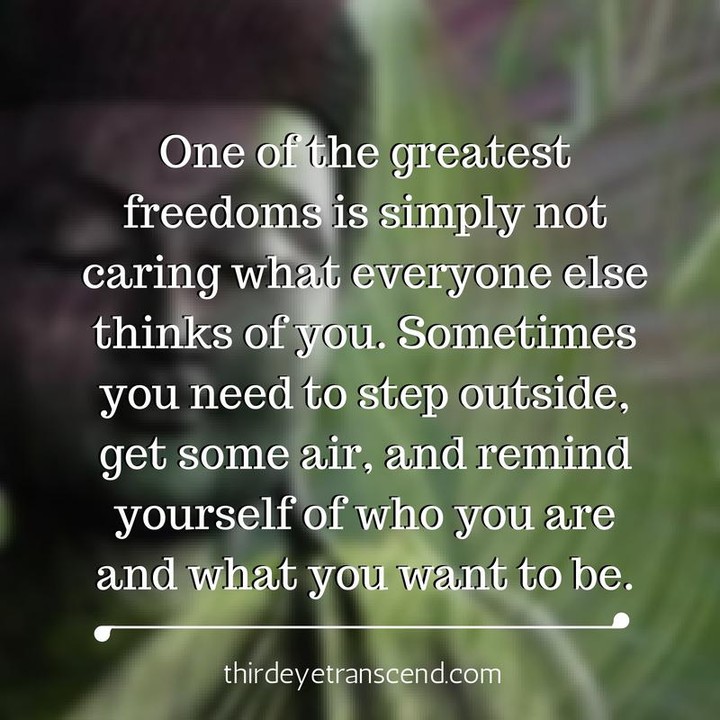 One of the greatest
freedoms is simply not
caring what everyone else
thinks of you. Sometimes
you need to step outside,
get some air, and remind
yourself of who you are
and what you want to be.
thirdeyetranscend.com